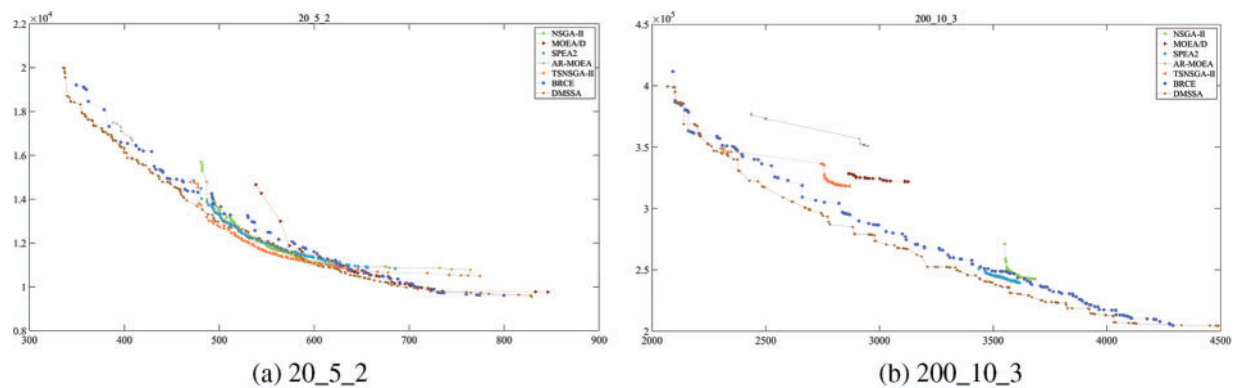 20_5_2
×10⁴
2.2
2
1.8
1.6
1.4
1.2
1
0.8
300 400 500 600 700 800 900
NSGA-II
MOEA/D
SPEA2
AR-MOEA
TSNSGA-II
BRCE
DMSSA
(a) 20_5_2
200_10_3
×10⁵
4.5
4
3.5
3
2.5
2
2000 2500 3000 3500 4000 4500
NSGA-II
MOEA/D
SPEA2
AR-MOEA
TSNSGA-II
BRCE
DMSSA
(b) 200_10_3